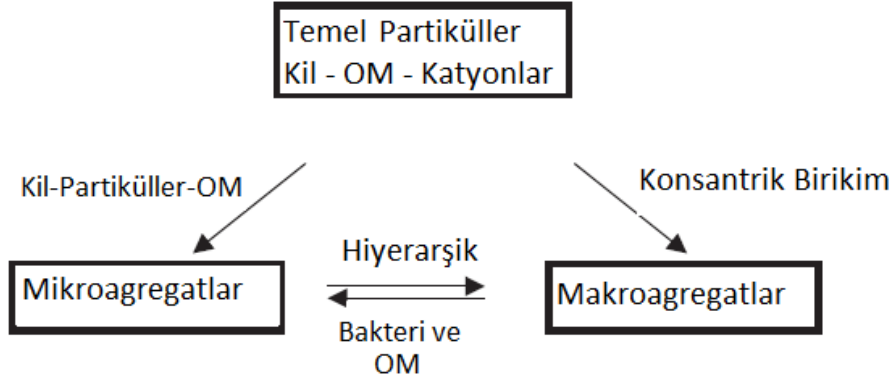 Temel Partiküller
Kil - OM - Katyonlar
Kil-Partiküller-OM
Konsantrik Birikim
Hiyerarşik
Mikroagregatlar
Makroagregatlar
Bakteri ve
OM